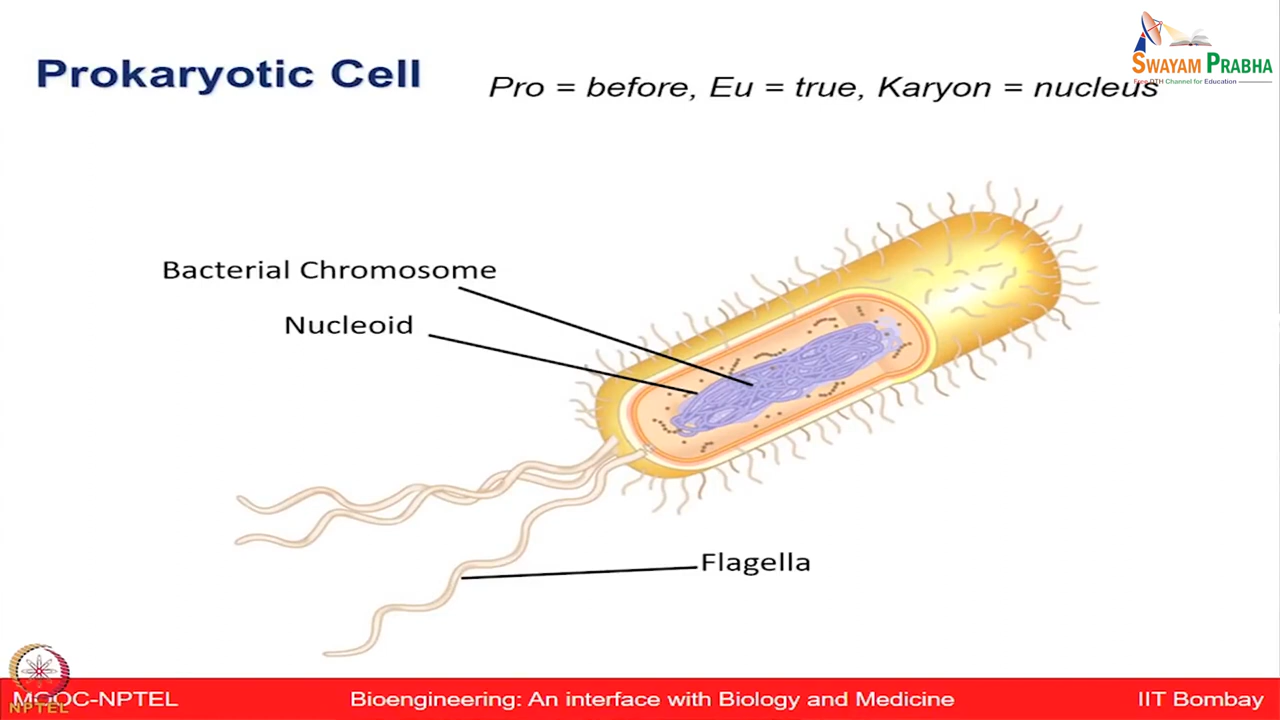 Prokaryotic Cell
Pro = before, Eu = true, Karyon = nucleus
SWAYAM PRABHA
Free DTH Channel for Education
Bacterial Chromosome
Nucleoid
Flagella
MOOC-NPTEL
Bioengineering: An interface with Biology and Medicine
IIT Bombay
NPTEL